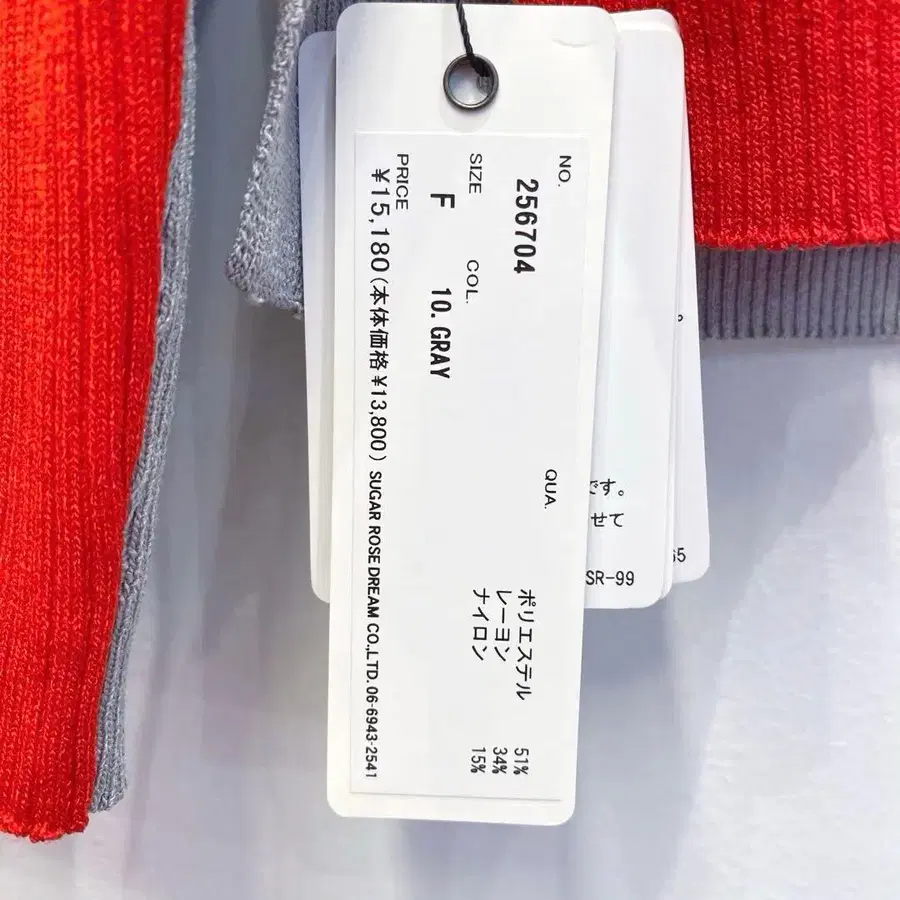 NO.
256704
SIZE COL.
F 10. GRAY
PRICE
¥15,180(本体価格¥13,800) SUGAR ROSE DREAM CO.,LTD. 06-6943-2541
QUA.
ポリエステル 51%
レーヨン 34%
ナイロン 15%
です。
せて
SR-99
65